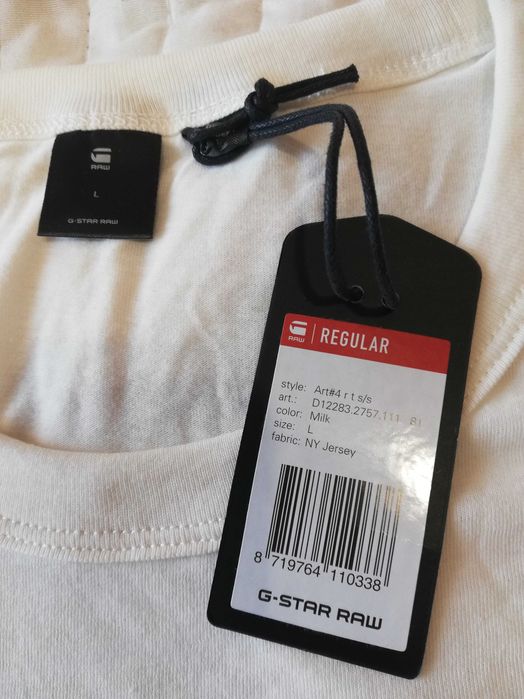 RAW
L
G-STAR RAW
RAW
REGULAR
style: Art#4 r t s/s
art.: D12283.2757.111 81
color: Milk
size: L
fabric: NY Jersey
8 719764 110338
G-STAR RAW